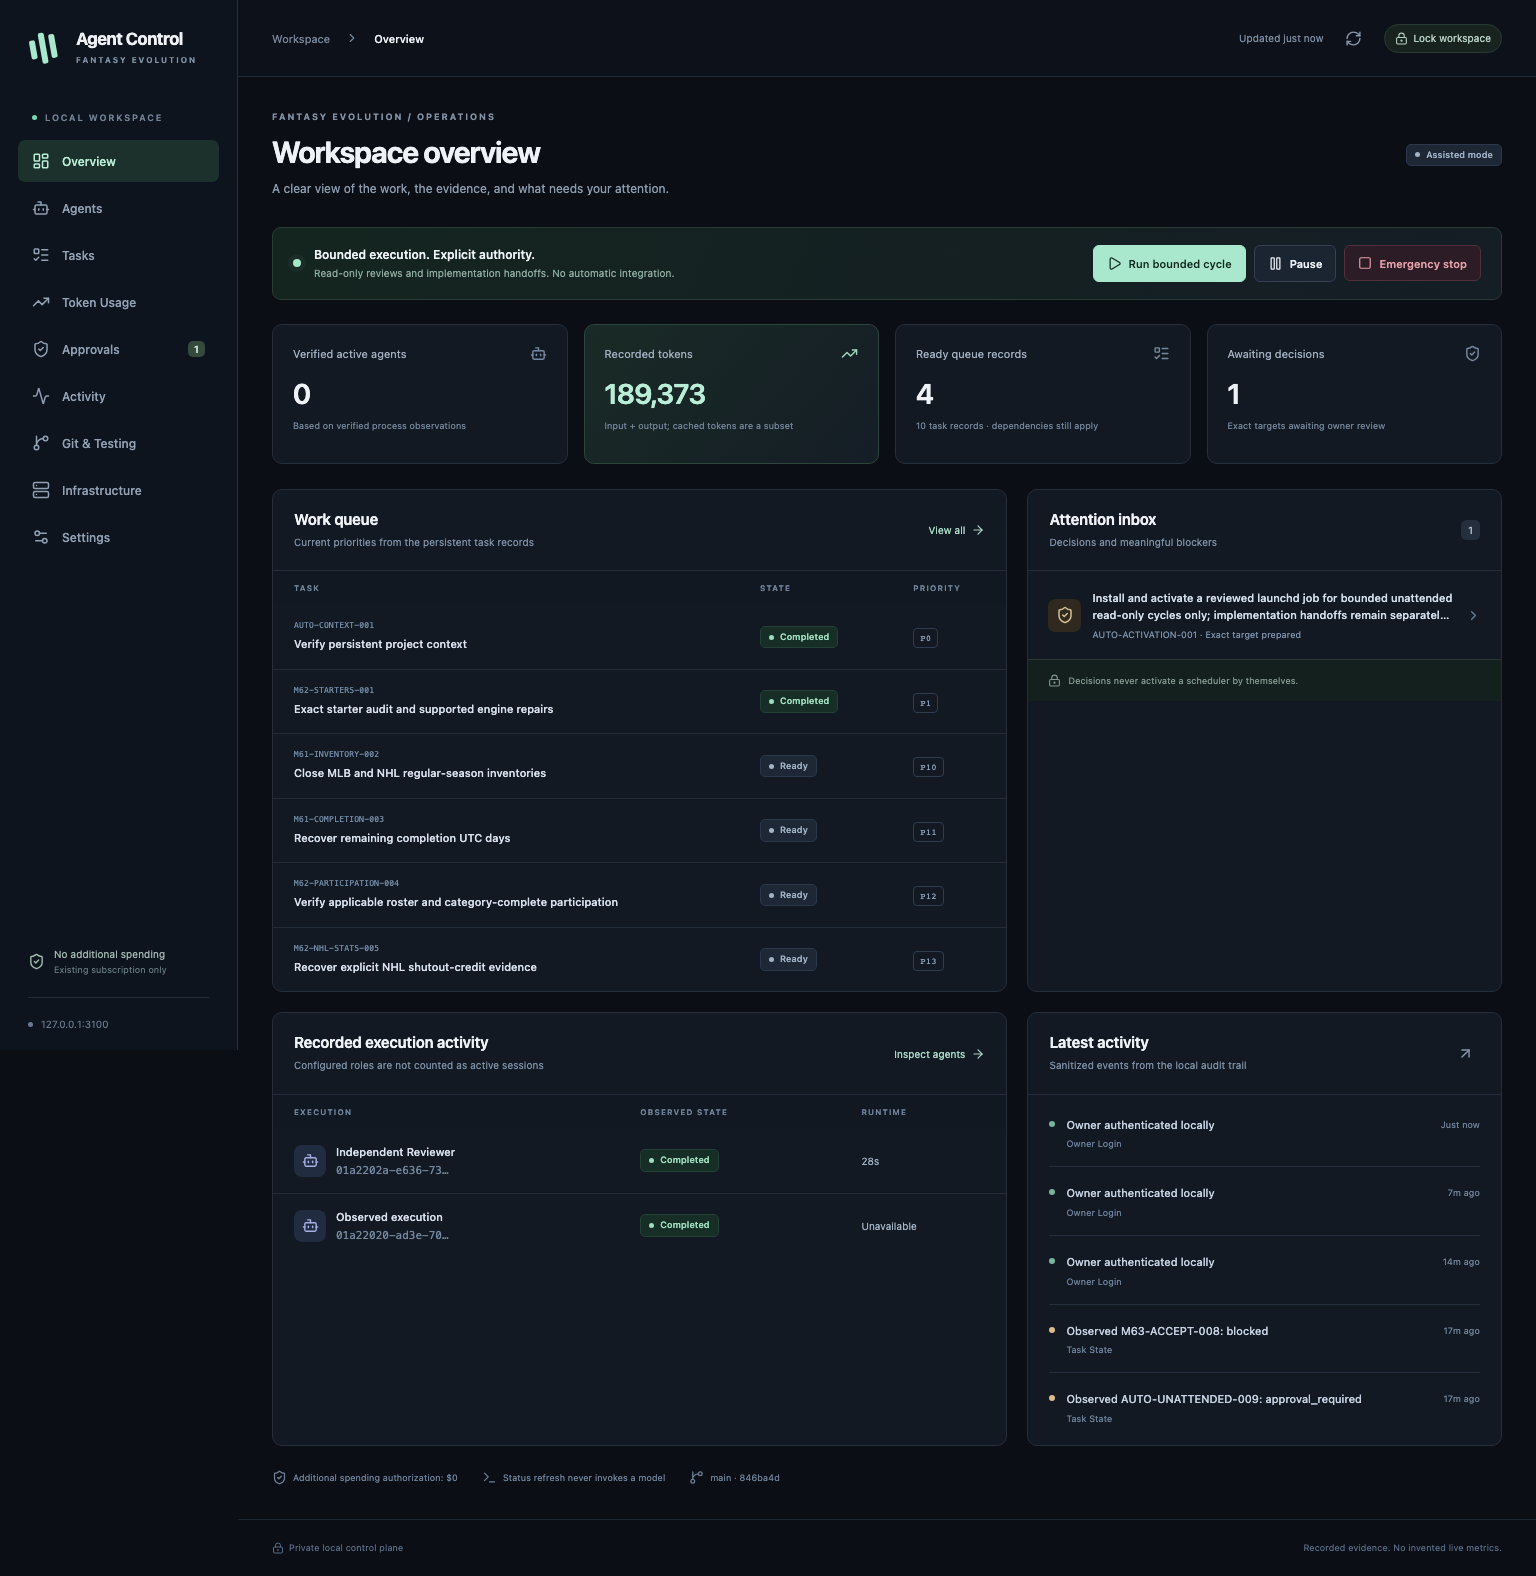 Agent Control
FANTASY EVOLUTION
LOCAL WORKSPACE
Overview
Agents
Tasks
Token Usage
Approvals
1
Activity
Git & Testing
Infrastructure
Settings
No additional spending
Existing subscription only
127.0.0.1:3100
Workspace
Overview
Updated just now
Lock workspace
FANTASY EVOLUTION / OPERATIONS
Workspace overview
Assisted mode
A clear view of the work, the evidence, and what needs your attention.
Bounded execution. Explicit authority.
Read-only reviews and implementation handoffs. No automatic integration.
Run bounded cycle
Pause
Emergency stop
Verified active agents
0
Based on verified process observations
Recorded tokens
189,373
Input + output; cached tokens are a subset
Ready queue records
4
10 task records · dependencies still apply
Awaiting decisions
1
Exact targets awaiting owner review
Work queue
Current priorities from the persistent task records
View all
TASK STATE PRIORITY
AUTO-CONTEXT-001
Verify persistent project context
Completed
P0
M62-STARTERS-001
Exact starter audit and supported engine repairs
Completed
P1
M61-INVENTORY-002
Close MLB and NHL regular-season inventories
Ready
P10
M61-COMPLETION-003
Recover remaining completion UTC days
Ready
P11
M62-PARTICIPATION-004
Verify applicable roster and category-complete participation
Ready
P12
M62-NHL-STATS-005
Recover explicit NHL shutout-credit evidence
Ready
P13
Attention inbox
Decisions and meaningful blockers
1
Install and activate a reviewed launchd job for bounded unattended
read-only cycles only; implementation handoffs remain separatel...
AUTO-ACTIVATION-001 · Exact target prepared
Decisions never activate a scheduler by themselves.
Recorded execution activity
Configured roles are not counted as active sessions
Inspect agents
EXECUTION OBSERVED STATE RUNTIME
Independent Reviewer
01a2202a-e636-73…
Completed
28s
Observed execution
01a22020-ad3e-70…
Completed
Unavailable
Latest activity
Sanitized events from the local audit trail
Owner authenticated locally
Just now
Owner Login
Owner authenticated locally
7m ago
Owner Login
Owner authenticated locally
14m ago
Owner Login
Observed M63-ACCEPT-008: blocked
17m ago
Task State
Observed AUTO-UNATTENDED-009: approval_required
17m ago
Task State
Additional spending authorization: $0
Status refresh never invokes a model
main · 846ba4d
Private local control plane
Recorded evidence. No invented live metrics.